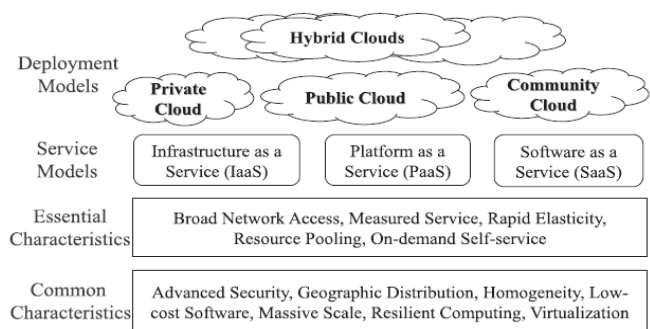 Hybrid Clouds
Deployment
Models
Private
Cloud
Public Cloud
Community
Cloud
Service
Models
Infrastructure as a
Service (IaaS)
Platform as a
Service (PaaS)
Software as a
Service (SaaS)
Essential
Characteristics
Broad Network Access, Measured Service, Rapid Elasticity,
Resource Pooling, On-demand Self-service
Common
Characteristics
Advanced Security, Geographic Distribution, Homogeneity, Low-
cost Software, Massive Scale, Resilient Computing, Virtualization